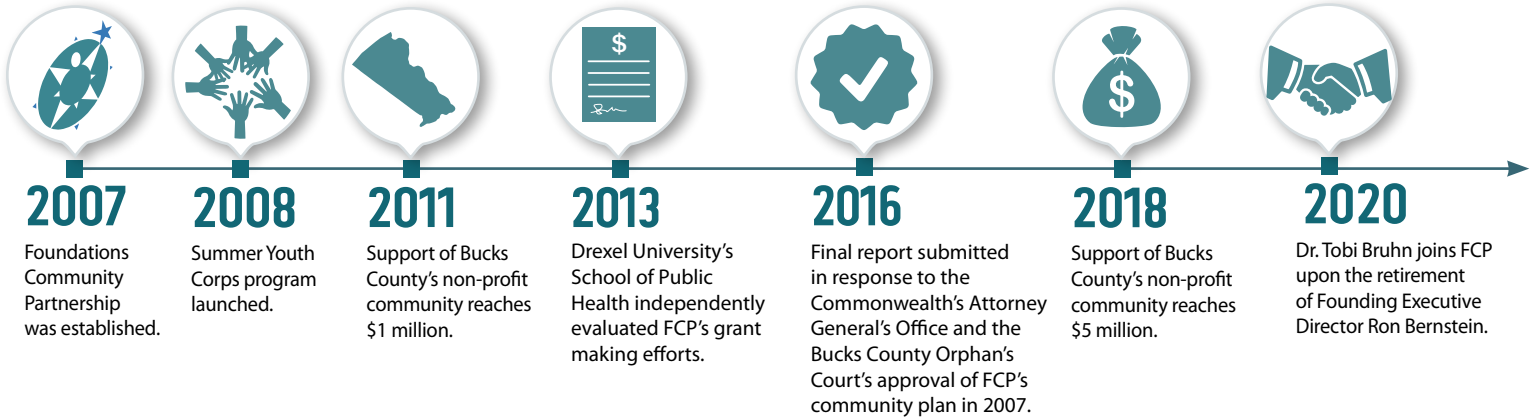 $
$
2007
Foundations
Community
Partnership
was established.
2008
Summer Youth
Corps program
launched.
2011
Support of Bucks
County's non-profit
community reaches
$1 million.
2013
Drexel University's
School of Public
Health independently
evaluated FCP's grant
making efforts.
2016
Final report submitted
in response to the
Commonwealth's Attorney
General's Office and the
Bucks County Orphan's
Court's approval of FCP's
community plan in 2007.
2018
Support of Bucks
County's non-profit
community reaches
$5 million.
2020
Dr. Tobi Bruhn joins FCP
upon the retirement
of Founding Executive
Director Ron Bernstein.